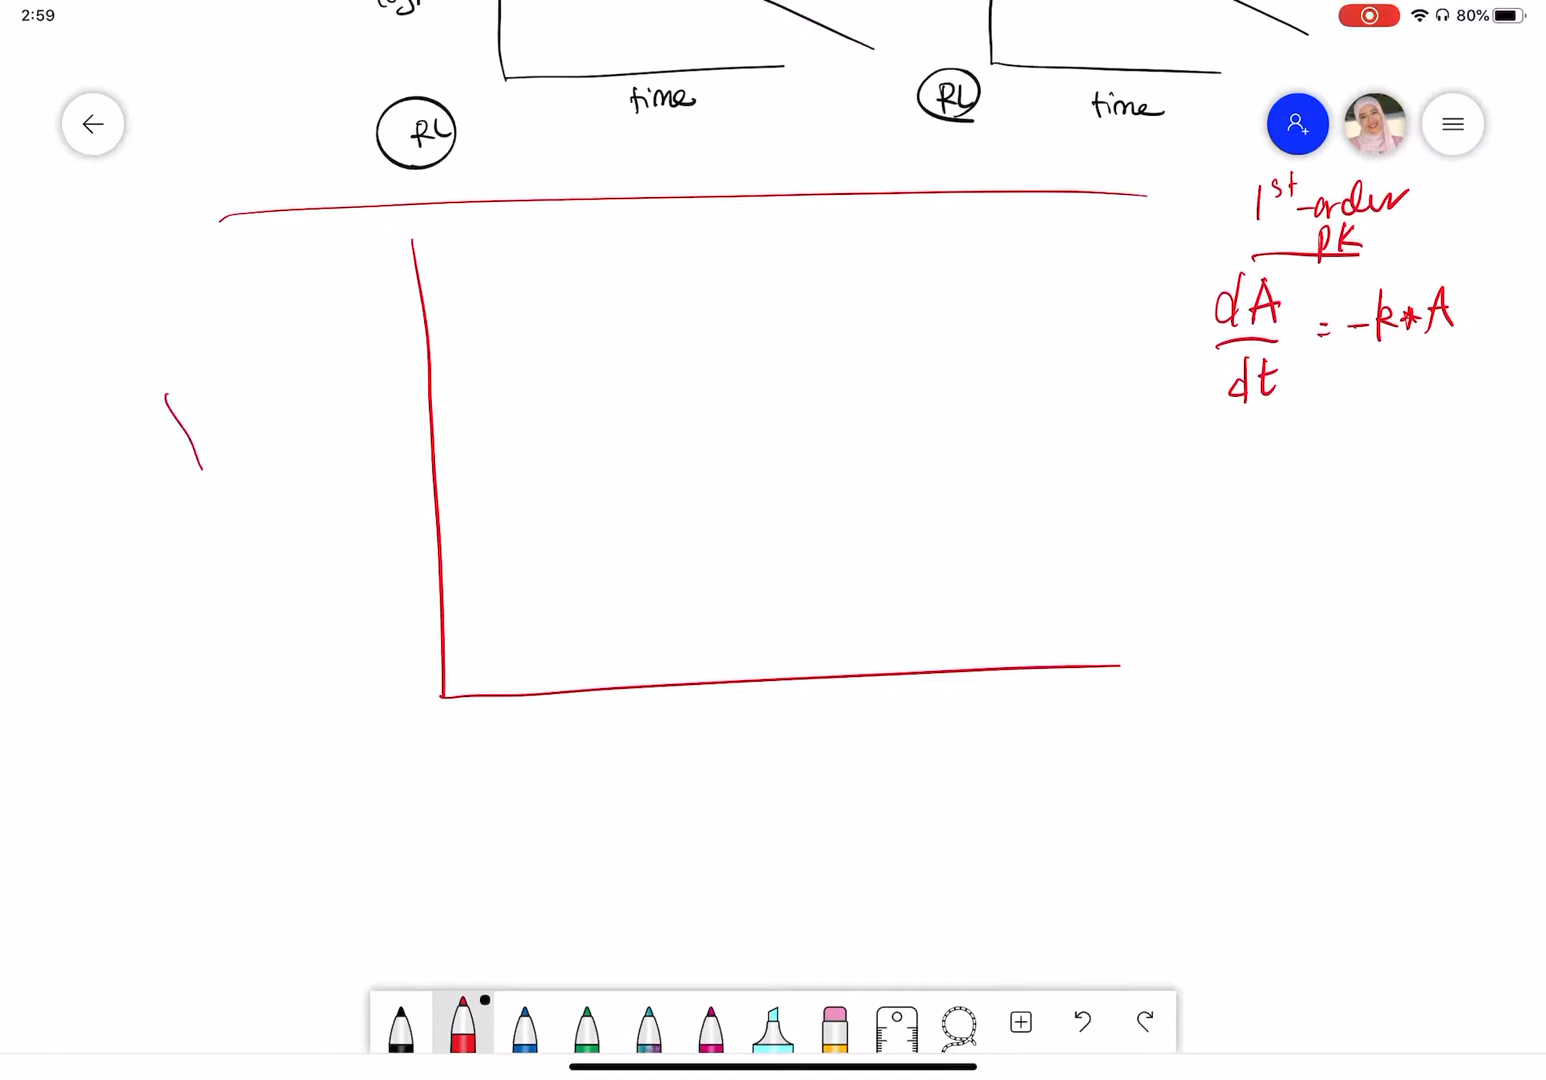 2:59
80%
time
RL
time
RL
1st-order
PK
dA
dt
= -k*A